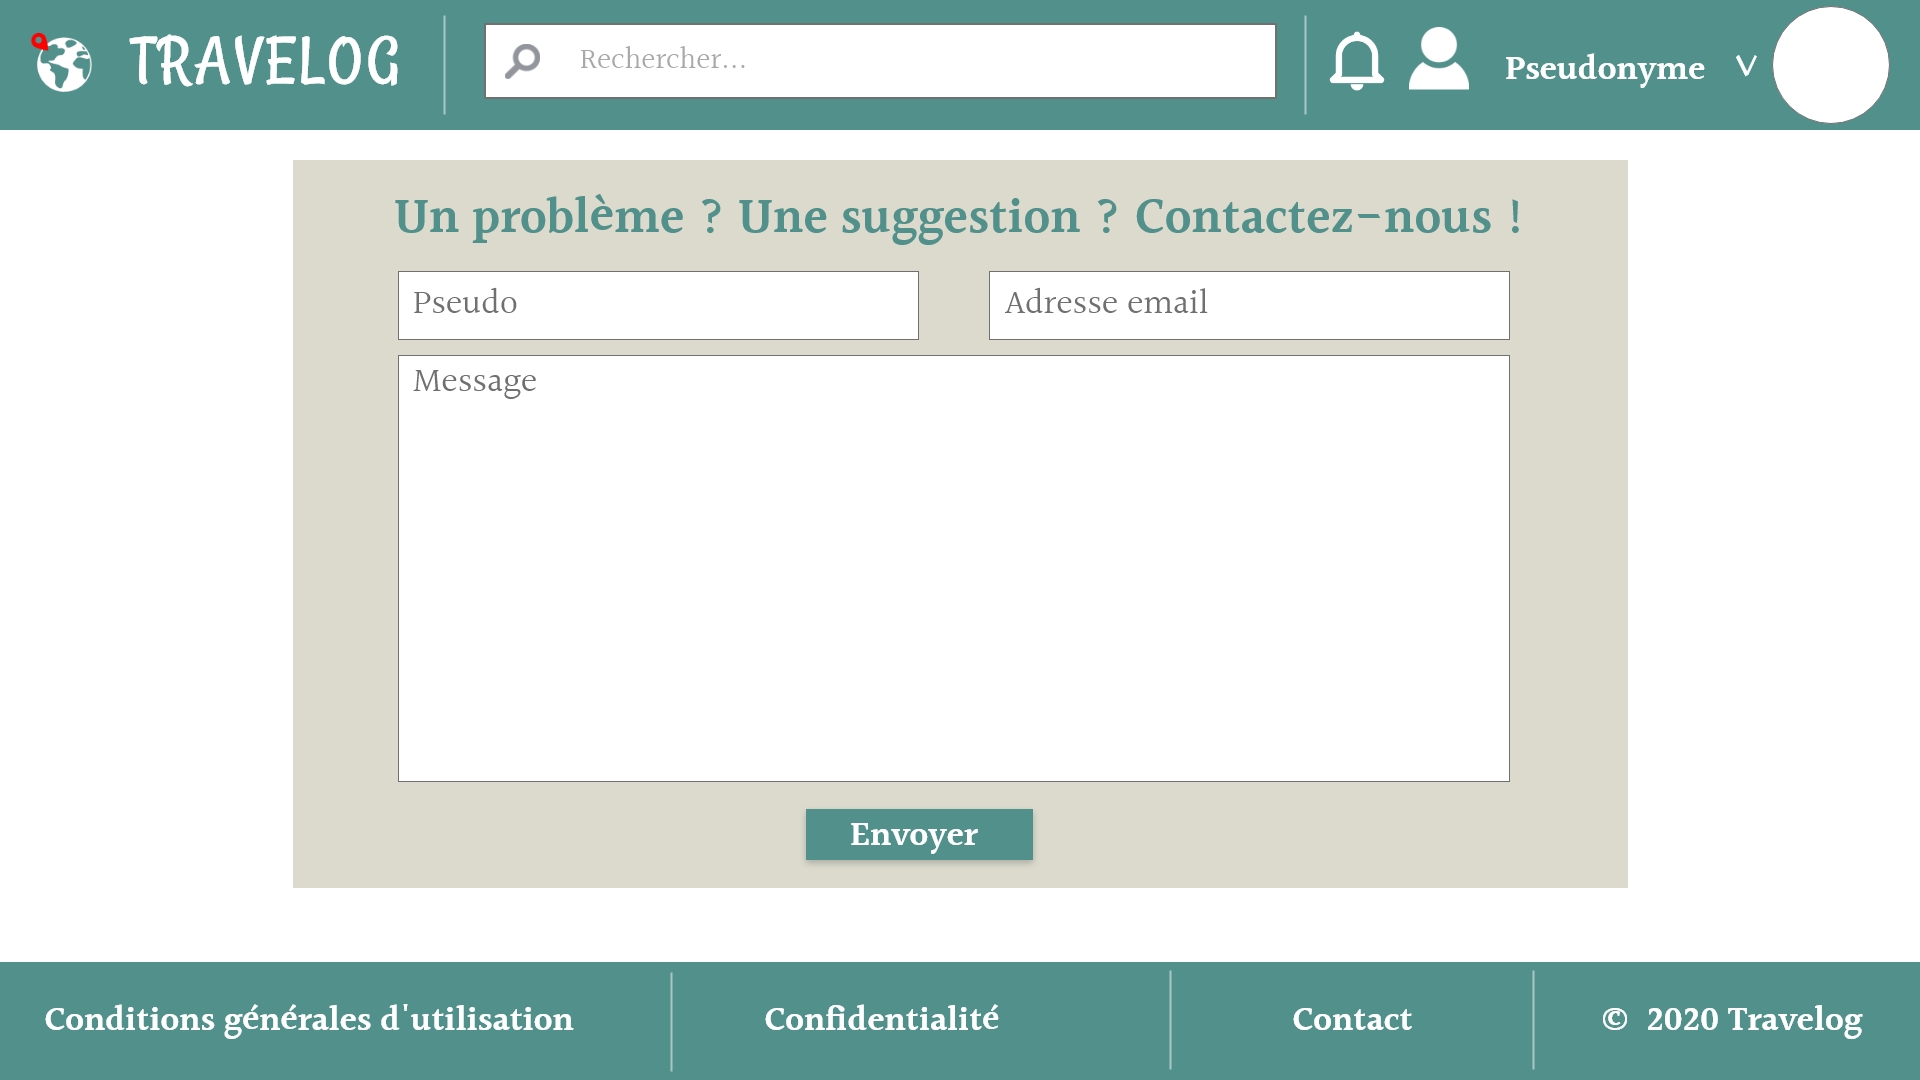 TRAVELOG
Rechercher...
Pseudonyme
Un problème ? Une suggestion ? Contactez-nous !
Pseudo
Adresse email
Message
Envoyer
Conditions générales d'utilisation
Confidentialité
Contact
© 2020 Travelog